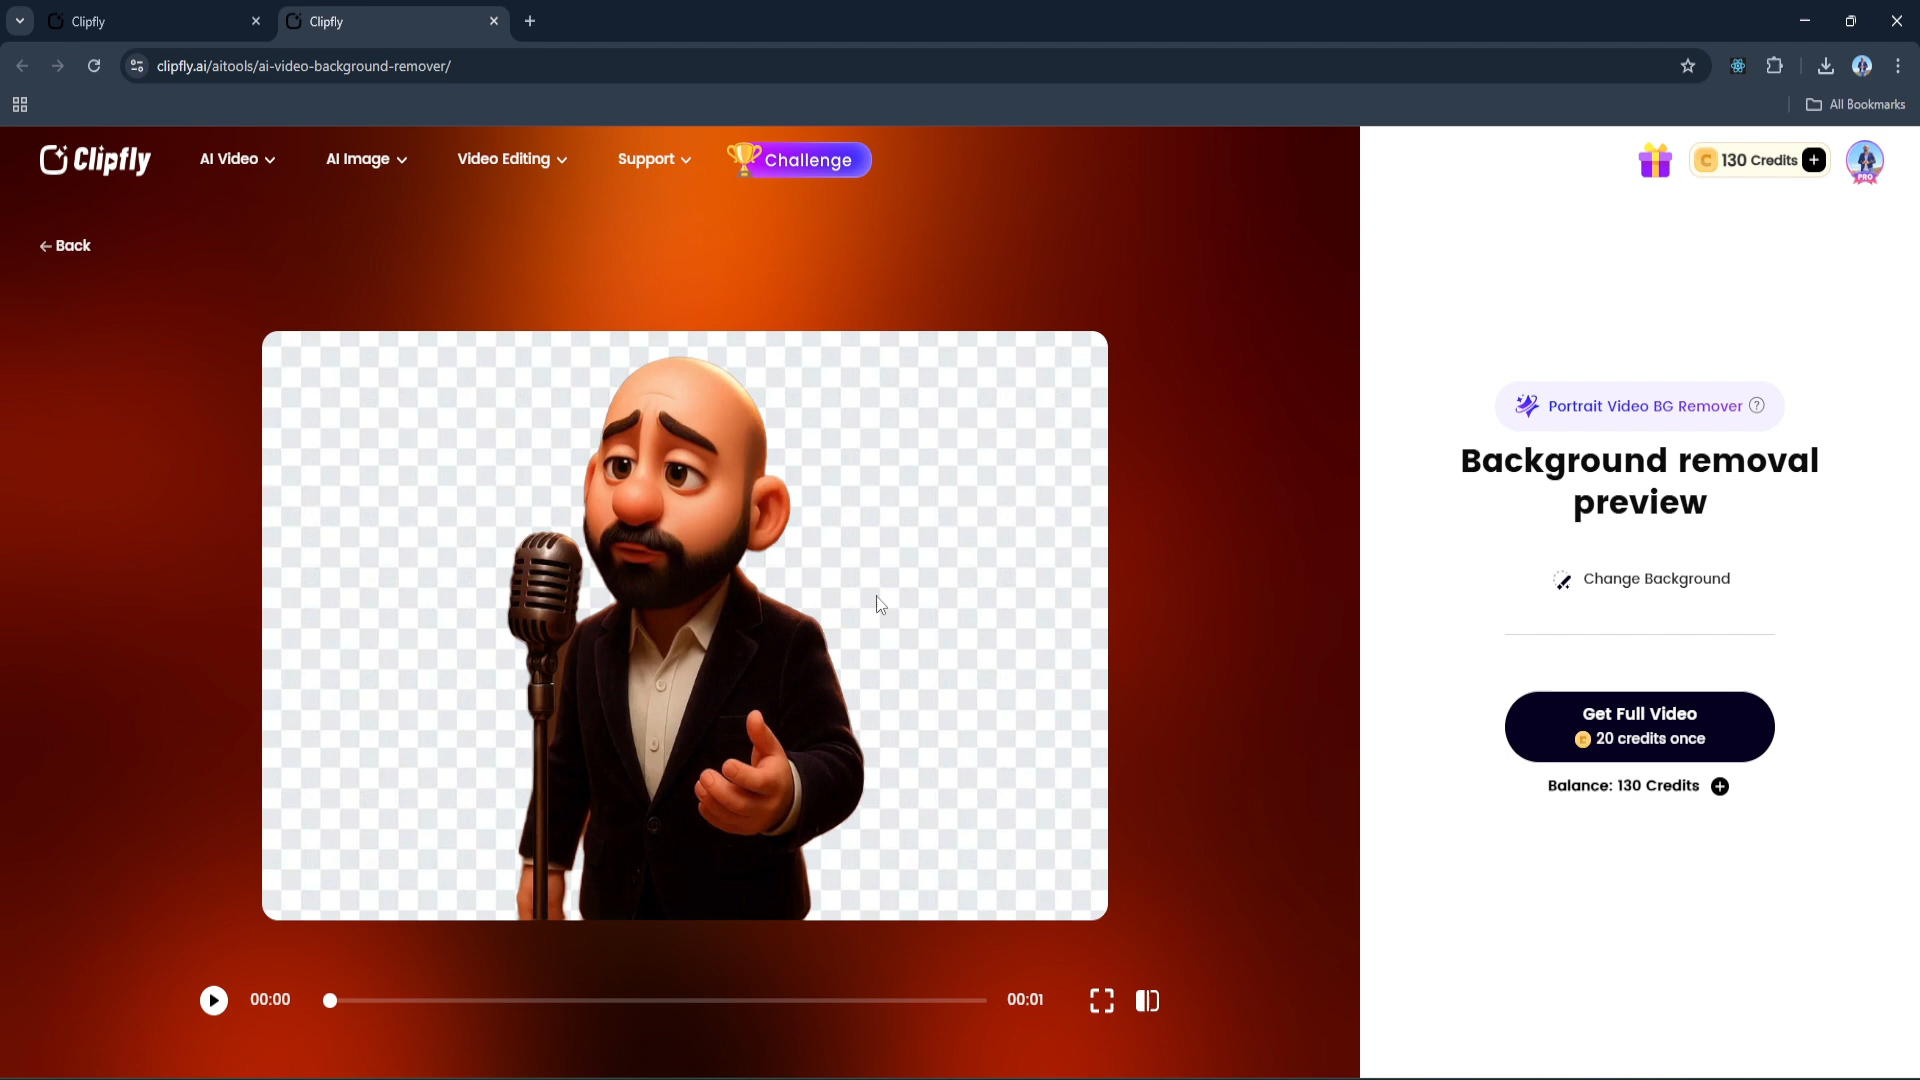 Clipfly
Clipfly
clipfly.ai/aitools/ai-video-background-remover/
All Bookmarks
Clipfly
AI Video
AI Image
Video Editing
Support
Challenge
C 130 Credits +
PRO
← Back
Portrait Video BG Remover ?
Background removal
preview
Change Background
Get Full Video
C 20 credits once
Balance: 130 Credits +
00:00
00:01